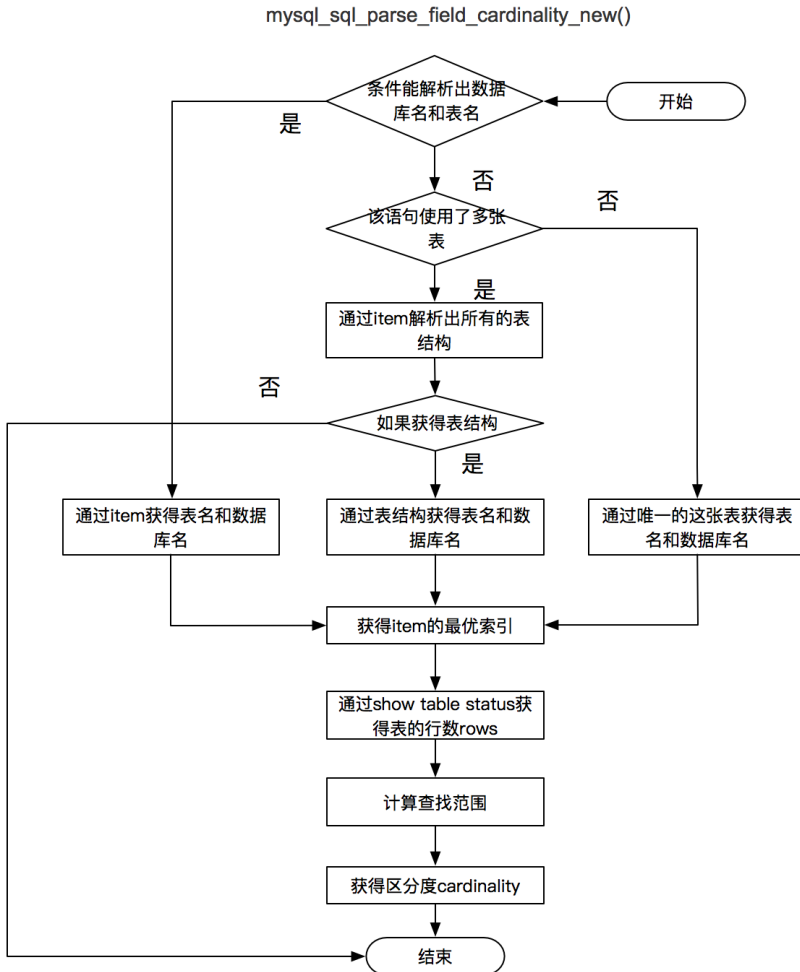 mysql_sql_parse_field_cardinality_new()
条件能解析出数据
库名和表名
开始
是
否
该语句使用了多张
表
否
是
通过item解析出所有的表
结构
否
如果获得表结构
是
通过item获得表名和数据
库名
通过表结构获得表名和数
据库名
通过唯一的这张表获得表
名和数据库名
获得item的最优索引
通过show table status获
得表的行数rows
计算查找范围
获得区分度cardinality
结束